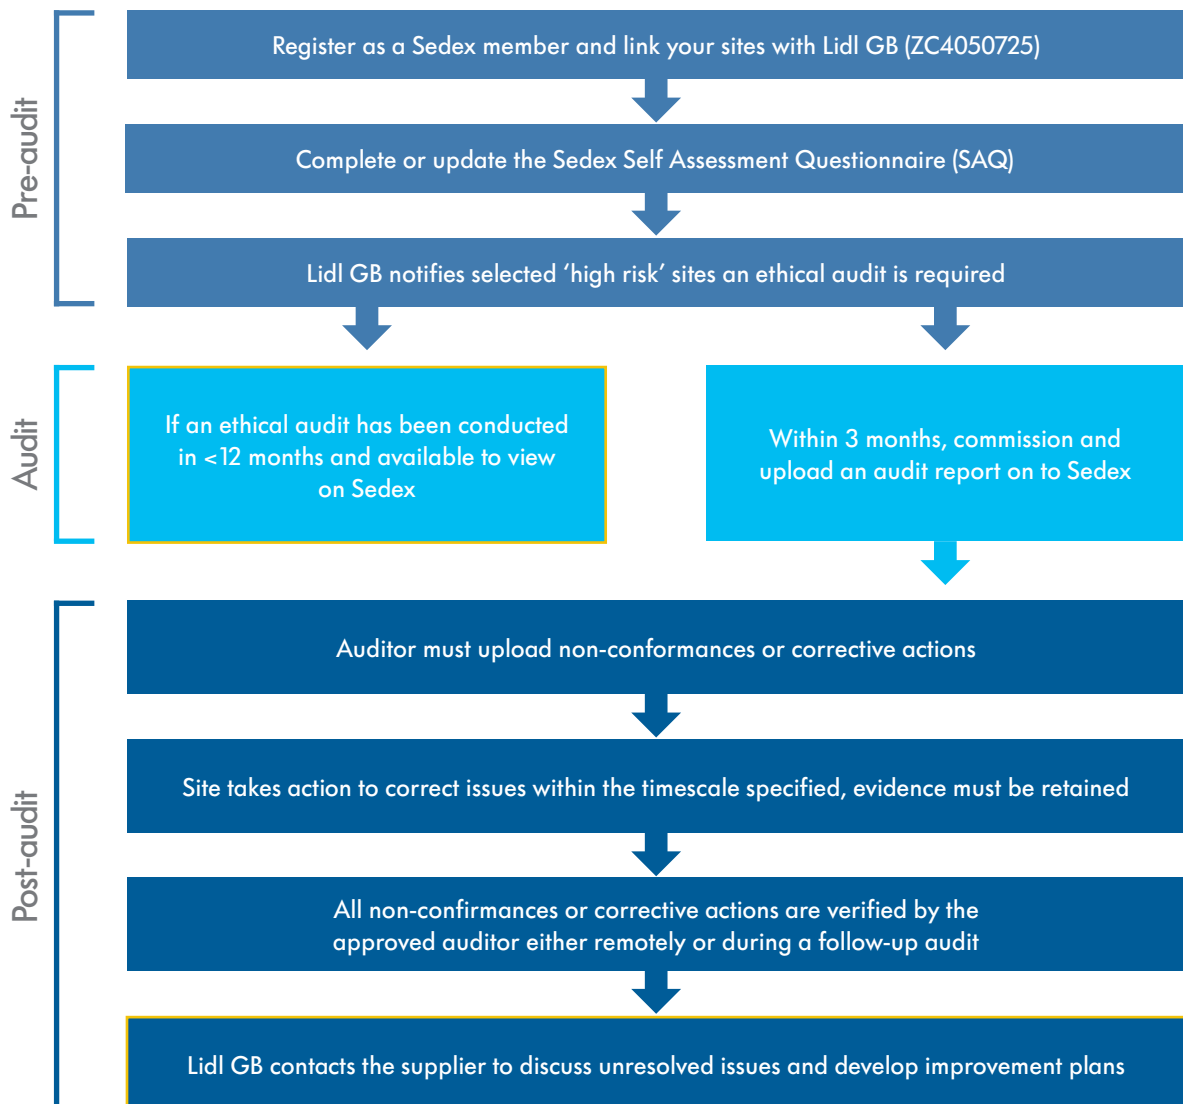 Pre-audit
Register as a Sedex member and link your sites with Lidl GB (ZC4050725)
Complete or update the Sedex Self Assessment Questionnaire (SAQ)
Lidl GB notifies selected ‘high risk’ sites an ethical audit is required
Audit
If an ethical audit has been conducted
in <12 months and available to view
on Sedex
Within 3 months, commission and
upload an audit report on to Sedex
Post-audit
Auditor must upload non-conformances or corrective actions
Site takes action to correct issues within the timescale specified, evidence must be retained
All non-confirmances or corrective actions are verified by the
approved auditor either remotely or during a follow-up audit
Lidl GB contacts the supplier to discuss unresolved issues and develop improvement plans